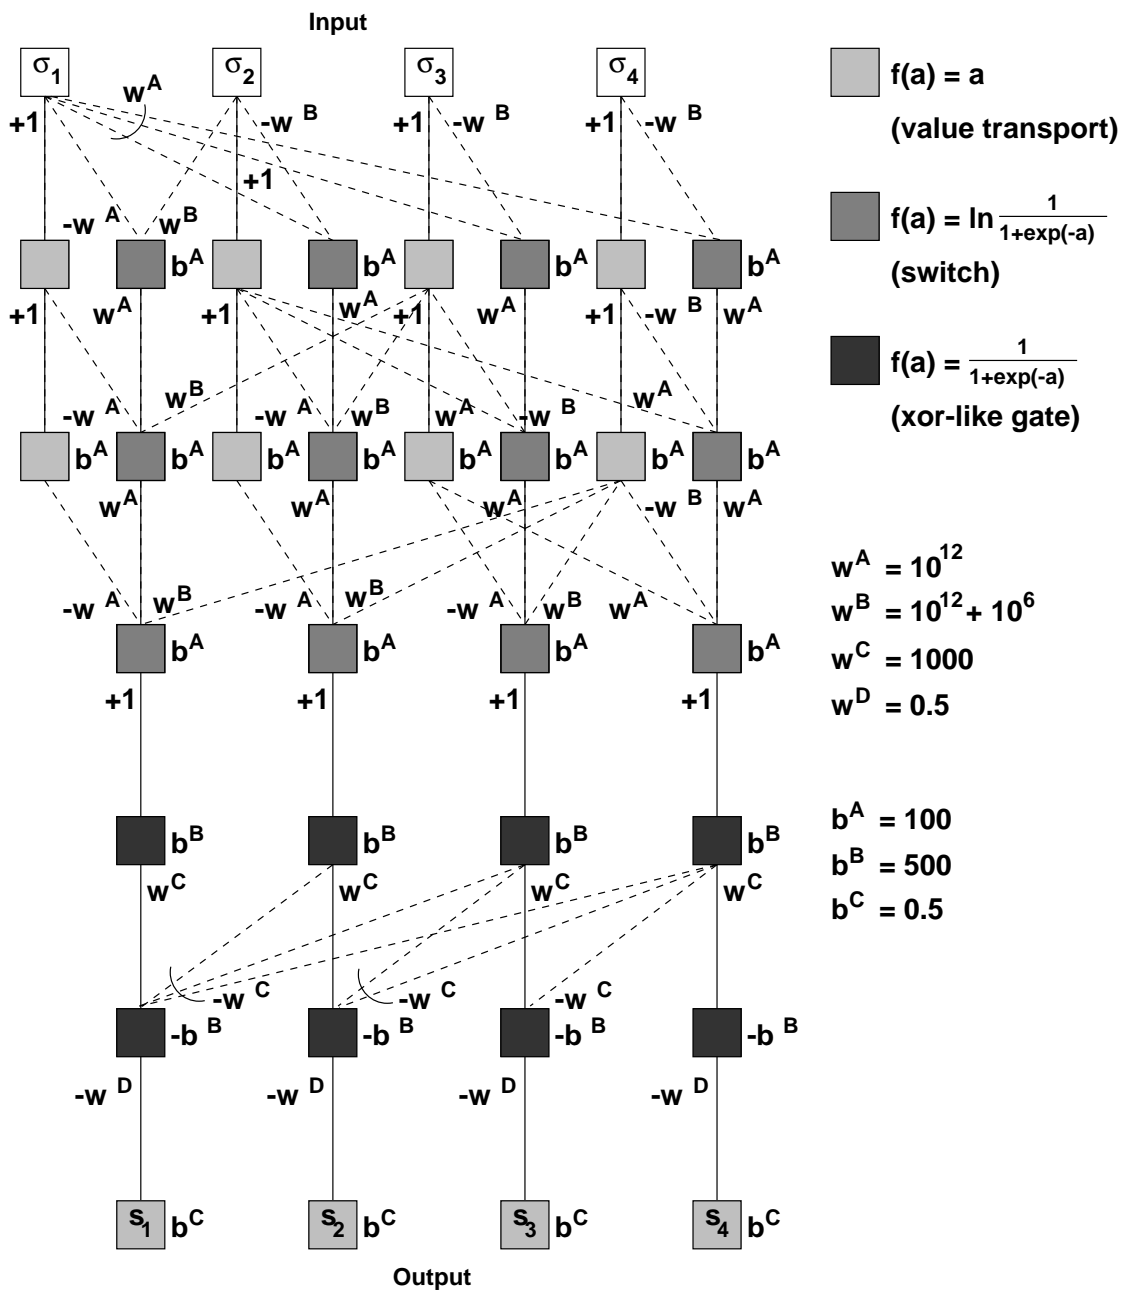 Input
σ1 σ2 σ3 σ4
w^A
+1 -w^B +1 -w^B +1 -w^B
+1
-w^A w^B
b^A b^A b^A b^A
+1 w^A +1 w^A +1 w^A +1 -w^B w^A
-w^A w^B -w^A w^B w^A -w^B w^A
b^A b^A b^A b^A b^A b^A b^A b^A
w^A w^A w^A -w^B w^A
-w^A w^B -w^A w^B -w^A w^B w^A
b^A b^A b^A b^A
+1 +1 +1 +1
b^B b^B b^B b^B
w^C w^C w^C w^C
-w^C -w^C -w^C
-b^B -b^B -b^B -b^B
-w^D -w^D -w^D -w^D
s1 b^C s2 b^C s3 b^C s4 b^C
Output
f(a) = a
(value transport)
f(a) = ln 1/1+exp(-a)
(switch)
f(a) = 1/1+exp(-a)
(xor-like gate)
w^A = 10^12
w^B = 10^12 + 10^6
w^C = 1000
w^D = 0.5
b^A = 100
b^B = 500
b^C = 0.5